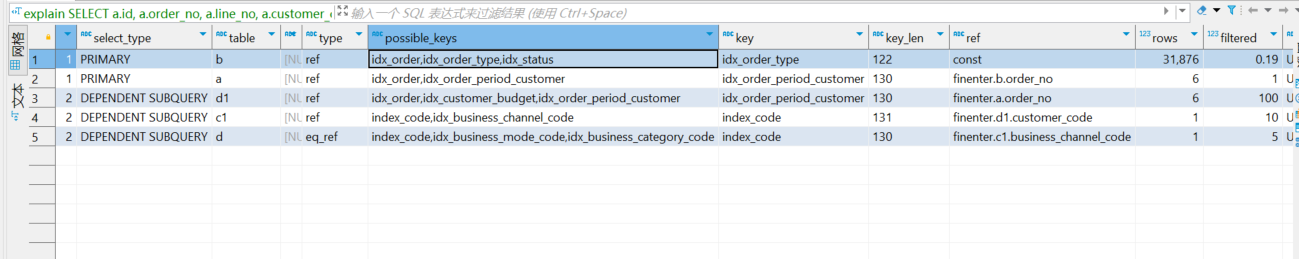 explain SELECT a.id, a.order_no, a.line_no, a.customer_ 输入一个 SQL 表达式来过滤结果 (使用 Ctrl+Space)
网格
文本
select_type table type possible_keys key key_len ref rows filtered
1 1 PRIMARY b [NU ref idx_order,idx_order_type,idx_status idx_order_type 122 const 31,876 0.19 U
2 1 PRIMARY a [NU ref idx_order_period_customer idx_order_period_customer 130 finenter.b.order_no 6 1 U
3 2 DEPENDENT SUBQUERY d1 [NU ref idx_order,idx_customer_budget,idx_order_period_customer idx_order_period_customer 130 finenter.a.order_no 6 100 U
4 2 DEPENDENT SUBQUERY c1 [NU ref index_code,idx_business_channel_code index_code 131 finenter.d1.customer_code 1 10 U
5 2 DEPENDENT SUBQUERY d [NU eq_ref index_code,idx_business_mode_code,idx_business_category_code index_code 130 finenter.c1.business_channel_code 1 5 U